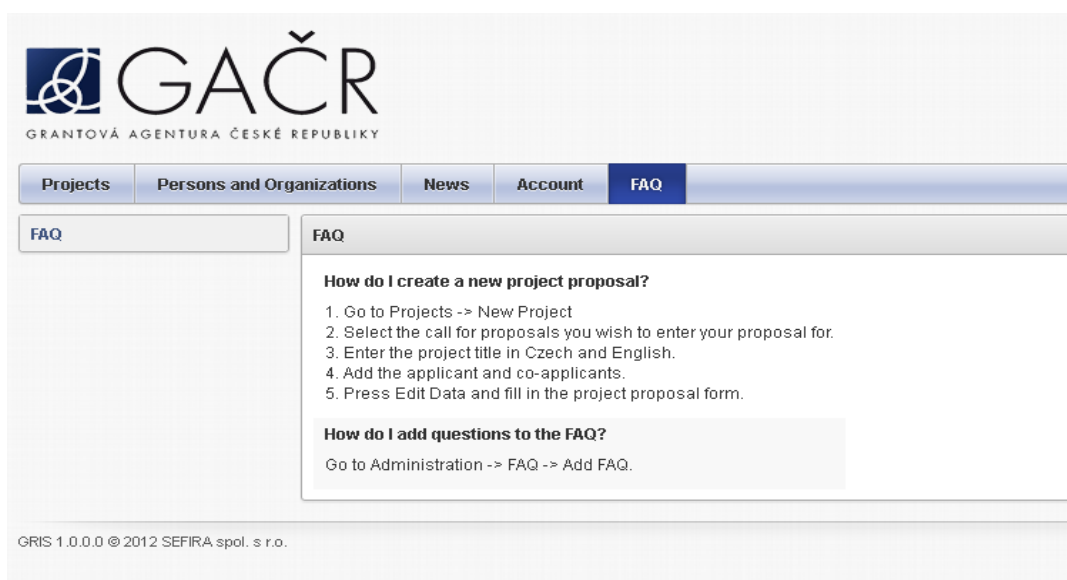 GAČR
GRANTOVÁ AGENTURA ČESKÉ REPUBLIKY
Projects Persons and Organizations News Account FAQ
FAQ
FAQ
How do I create a new project proposal?
1. Go to Projects -> New Project
2. Select the call for proposals you wish to enter your proposal for.
3. Enter the project title in Czech and English.
4. Add the applicant and co-applicants.
5. Press Edit Data and fill in the project proposal form.
How do I add questions to the FAQ?
Go to Administration -> FAQ -> Add FAQ.
GRIS 1.0.0.0 © 2012 SEFIRA spol. s r.o.